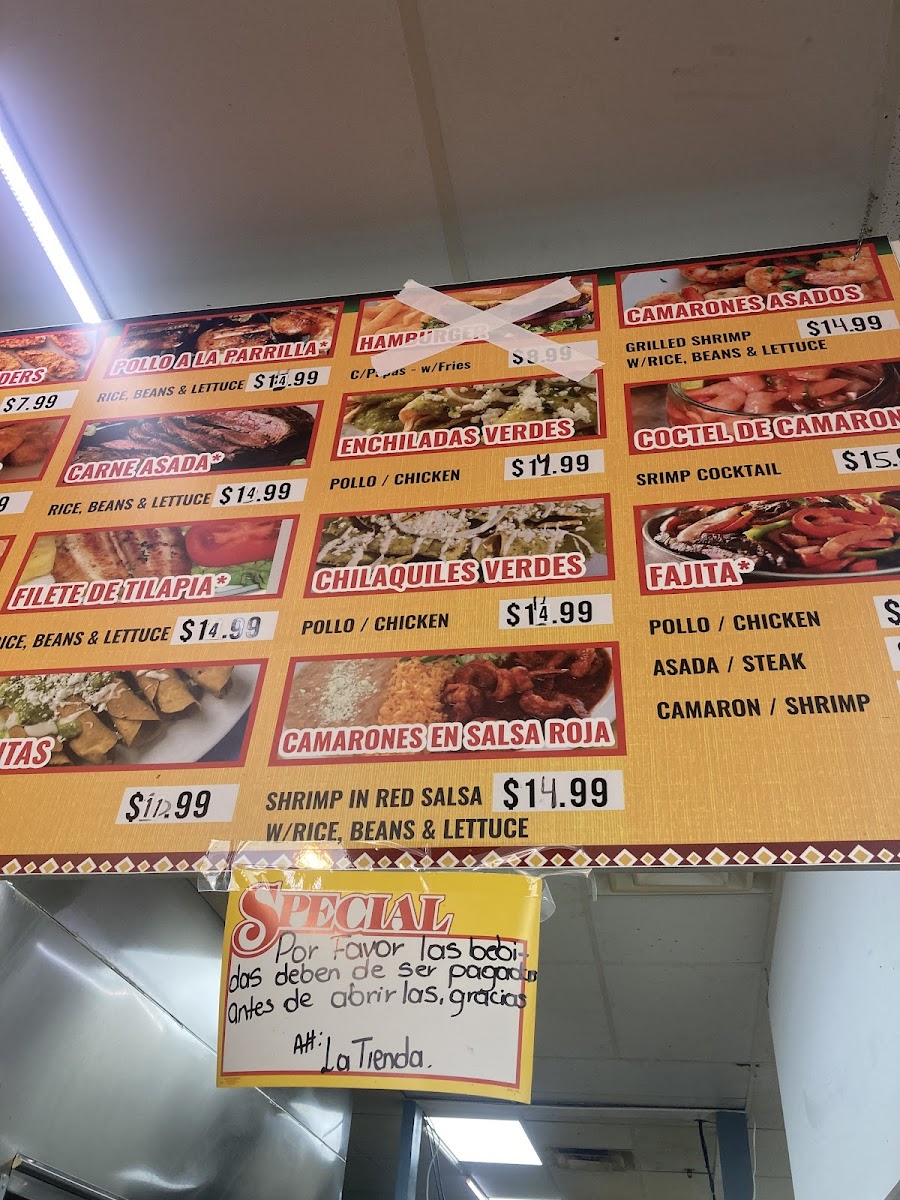 DERS
$7.99
9
ITAS
$12.99
POLLO A LA PARRILLA*
RICE, BEANS & LETTUCE $14.99
CARNE ASADA*
RICE, BEANS & LETTUCE $14.99
FILETE DE TILAPIA*
ICE, BEANS & LETTUCE $14.99
HAMBURGER
C/Papas - w/Fries $8.99
ENCHILADAS VERDES
POLLO / CHICKEN $14.99
CHILAQUILES VERDES
POLLO / CHICKEN $14.99
CAMARONES EN SALSA ROJA
SHRIMP IN RED SALSA $14.99
W/RICE, BEANS & LETTUCE
CAMARONES ASADOS
GRILLED SHRIMP $14.99
W/RICE, BEANS & LETTUCE
COCTEL DE CAMARON
SRIMP COCKTAIL $15.
FAJITA*
POLLO / CHICKEN $
ASADA / STEAK
CAMARON / SHRIMP
SPECIAL
Por Favor las bebi-
das deben de ser pagadas
antes de abrirlas, gracias
Att:
La Tienda.